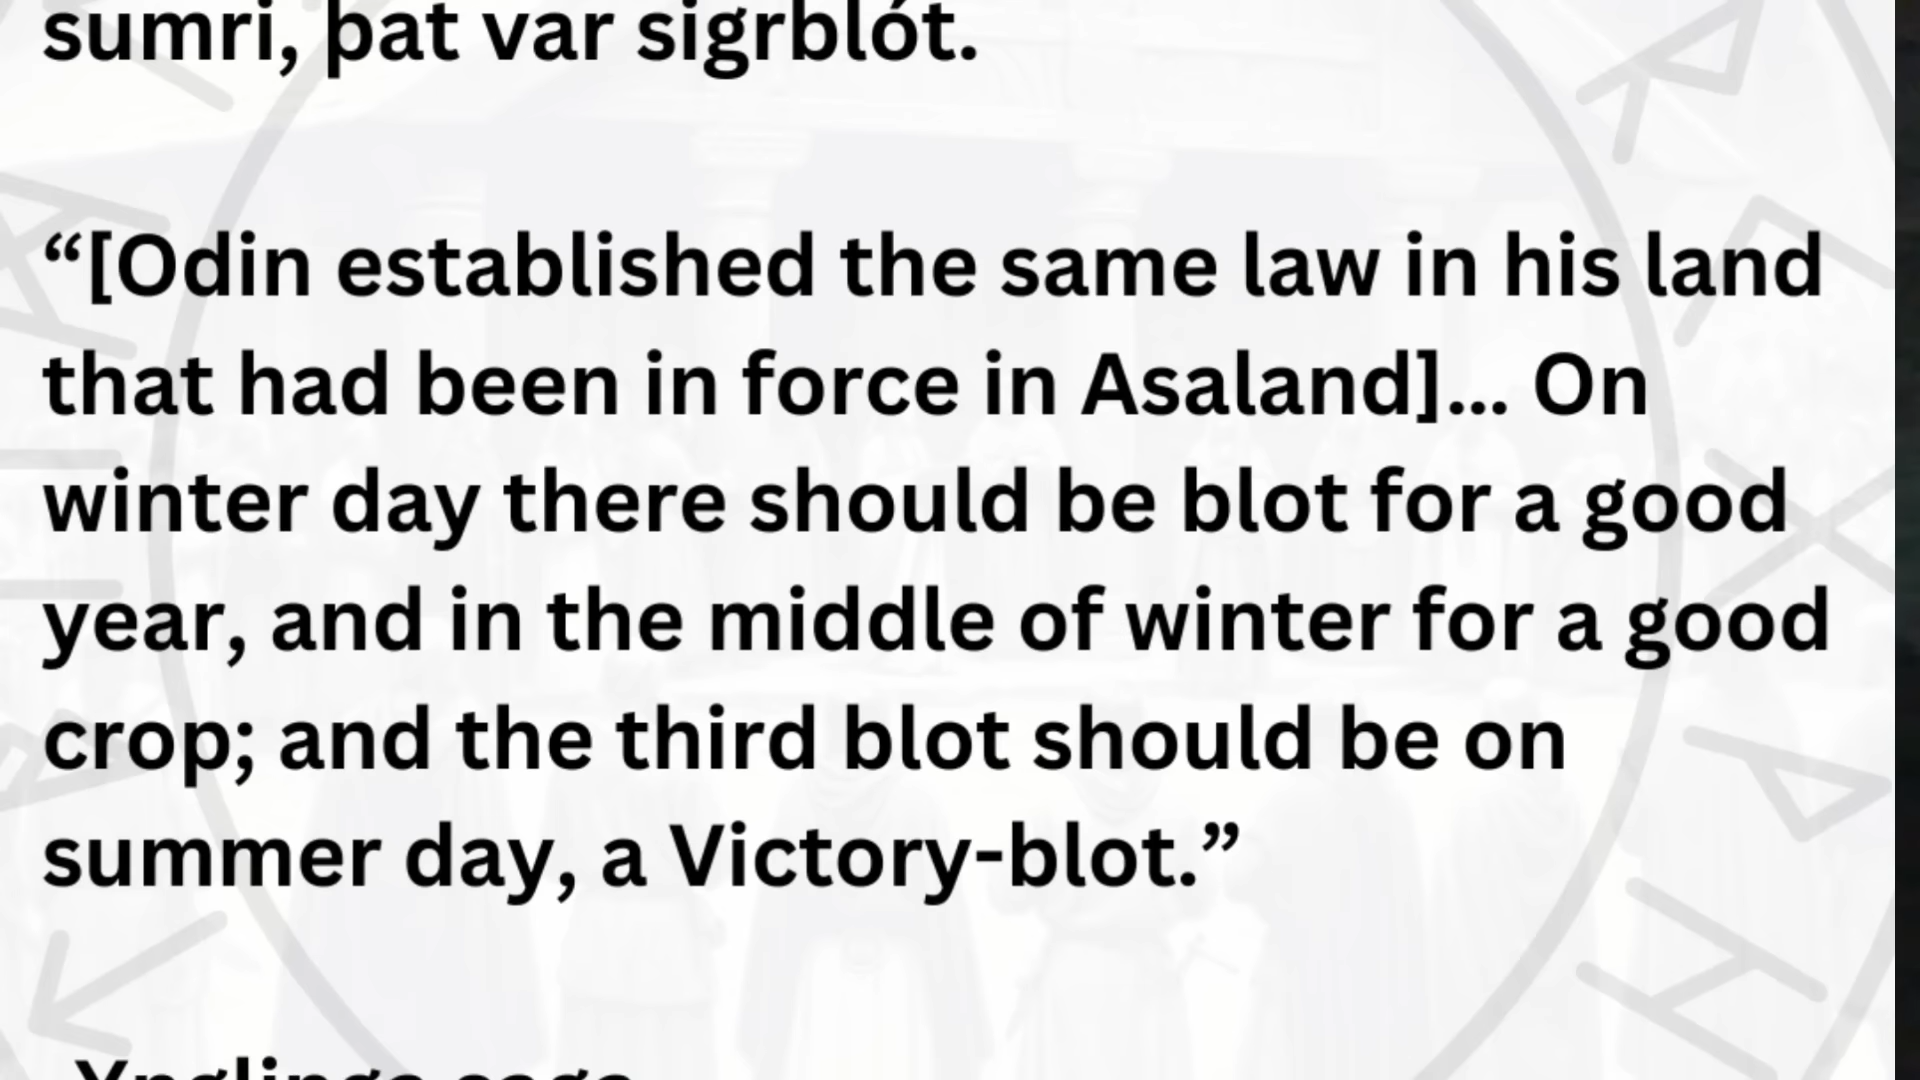 sumri, þat var sigrblót.
“[Odin established the same law in his land
that had been in force in Asaland]... On
winter day there should be blot for a good
year, and in the middle of winter for a good
crop; and the third blot should be on
summer day, a Victory-blot.”
Ynglinga saga